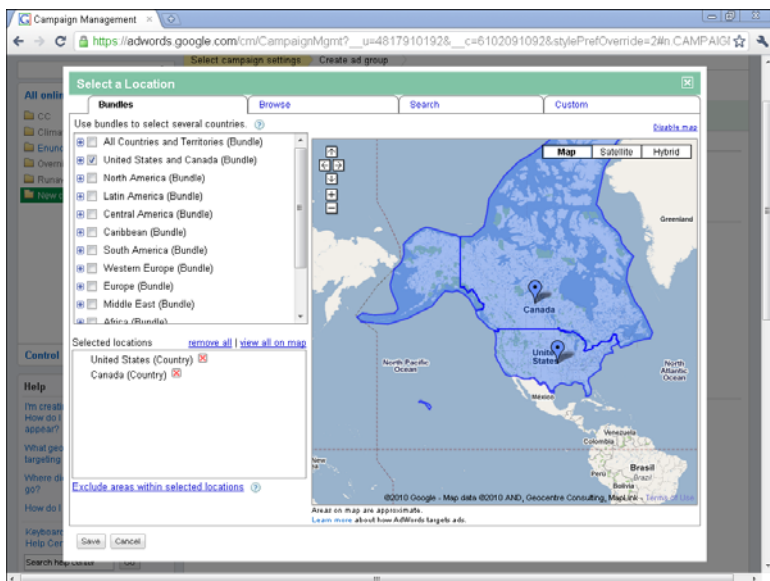 Campaign Management
https://adwords.google.com/cm/CampaignMgmt?__u=4817910192&__c=6102091092&stylePrefOverride=2#n.CAMPAIG
Select campaign settings
Create ad group
Select a Location
Bundles
Browse
Search
Custom
Use bundles to select several countries.
Disable map
All Countries and Territories (Bundle)
United States and Canada (Bundle)
North America (Bundle)
Latin America (Bundle)
Central America (Bundle)
Caribbean (Bundle)
South America (Bundle)
Western Europe (Bundle)
Europe (Bundle)
Middle East (Bundle)
Africa (Bundle)
Selected locations
remove all | view all on map
United States (Country)
Canada (Country)
Exclude areas within selected locations
Map
Satellite
Hybrid
Greenland
Canada
United
States
North Pacific
Ocean
North
Atlantic
Ocean
Mexico
Venezuela
Colombia
Peru
Brasil
Brazil
Bolivia
©2010 Google - Map data ©2010 AND, Geocentre Consulting, MapLink - Terms of Use
Areas on map are approximate.
Learn more about how AdWords targets ads.
Save
Cancel
All onlin
CC
Clima
Enunc
Overni
Runav
New c
Control
Help
I'm creati
How do I
appear?
What geo
targeting
Where di
go?
How do I
Keyboard
Help Cen
Search help center
Go